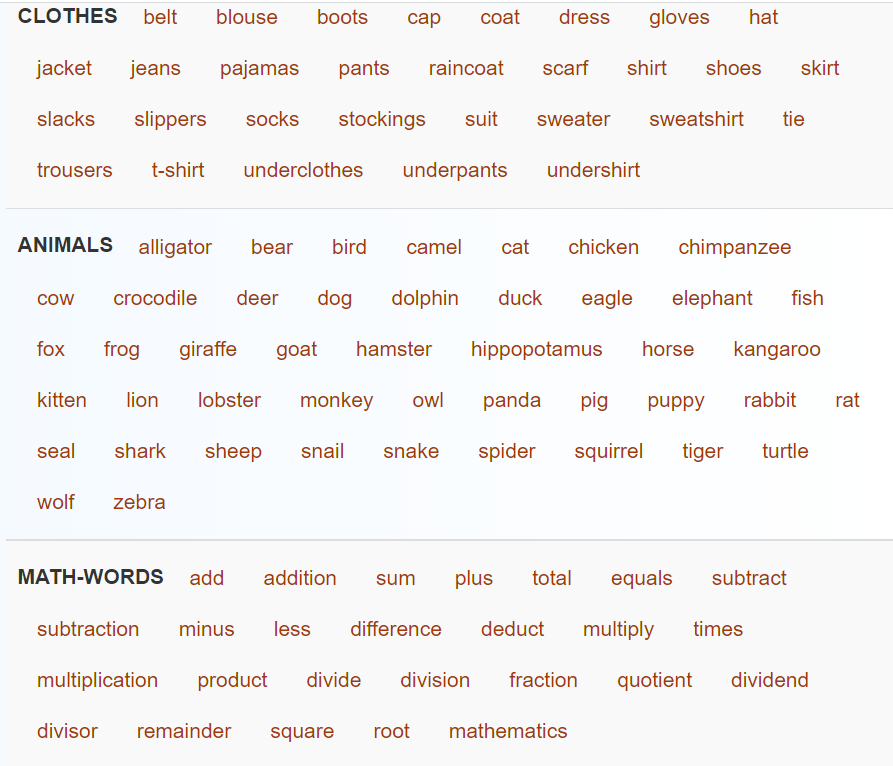 CLOTHES belt blouse boots cap coat dress gloves hat
jacket jeans pajamas pants raincoat scarf shirt shoes skirt
slacks slippers socks stockings suit sweater sweatshirt tie
trousers t-shirt underclothes underpants undershirt
ANIMALS alligator bear bird camel cat chicken chimpanzee
cow crocodile deer dog dolphin duck eagle elephant fish
fox frog giraffe goat hamster hippopotamus horse kangaroo
kitten lion lobster monkey owl panda pig puppy rabbit rat
seal shark sheep snail snake spider squirrel tiger turtle
wolf zebra
MATH-WORDS add addition sum plus total equals subtract
subtraction minus less difference deduct multiply times
multiplication product divide division fraction quotient dividend
divisor remainder square root mathematics